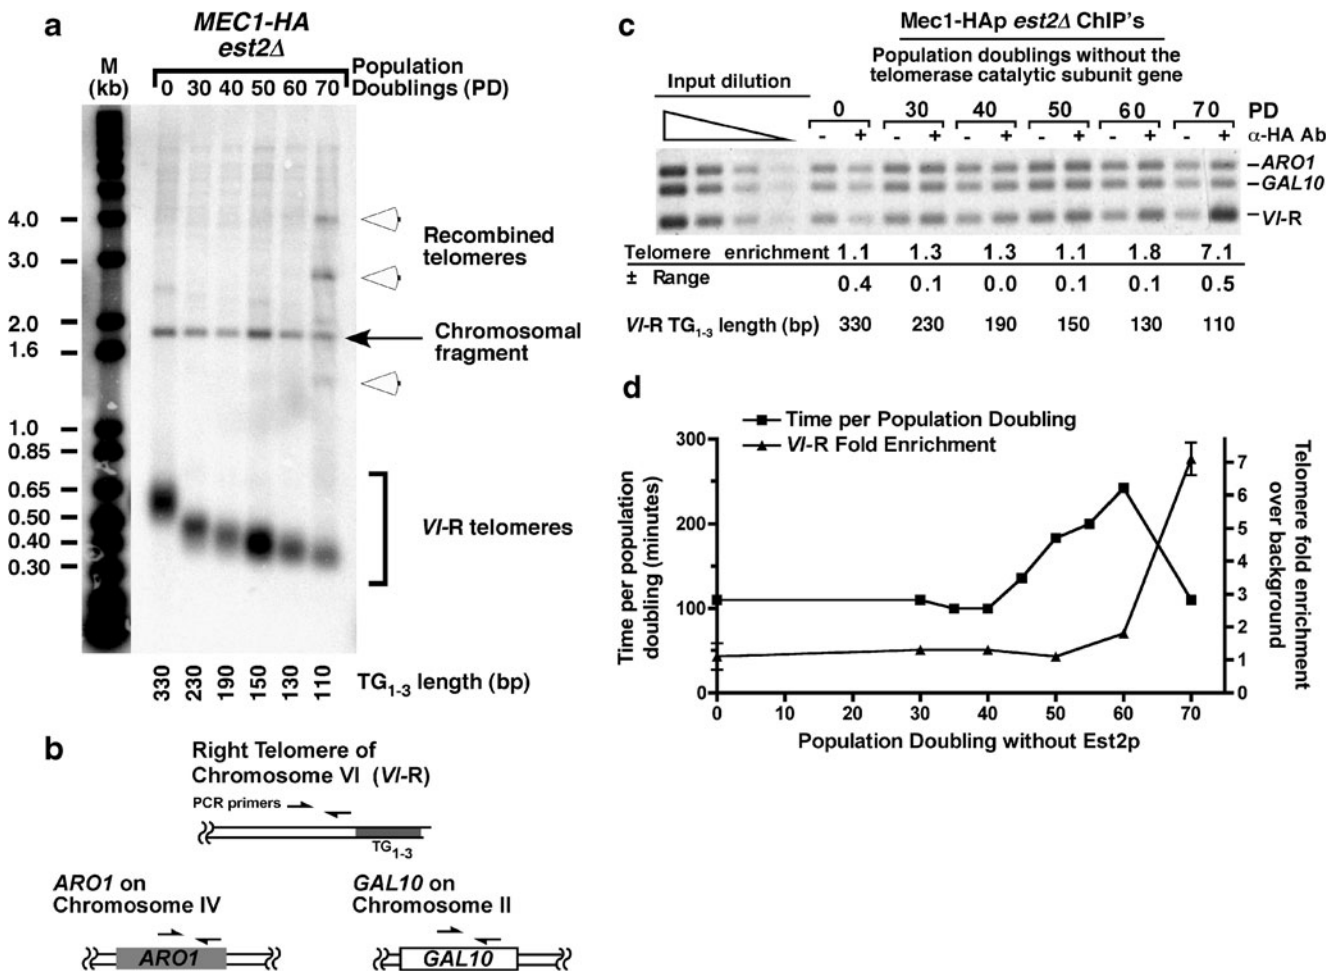 a
MEC1-HA
est2Δ
M
(kb)
0 30 40 50 60 70
Population
Doublings (PD)
4.0
3.0
2.0
1.6
1.0
0.85
0.65
0.50
0.40
0.30
Recombined
telomeres
Chromosomal
fragment
VI-R telomeres
330 230 190 150 130 110
TG1-3 length (bp)
b
Right Telomere of
Chromosome VI (VI-R)
PCR primers
TG1-3
ARO1 on
Chromosome IV
ARO1
GAL10 on
Chromosome II
GAL10
c
Mec1-HAp est2Δ ChIP's
Population doublings without the
telomerase catalytic subunit gene
Input dilution
0 30 40 50 60 70 PD
- + - + - + - + - + - + α-HA Ab
ARO1
GAL10
VI-R
Telomere enrichment 1.1 1.3 1.3 1.1 1.8 7.1
± Range 0.4 0.1 0.0 0.1 0.1 0.5
VI-R TG1-3 length (bp) 330 230 190 150 130 110
d
Time per Population Doubling
VI-R Fold Enrichment
Time per population
doubling (minutes)
300
200
100
0
Telomere fold enrichment
over background
7
6
5
4
3
2
1
0
0 10 20 30 40 50 60 70
Population Doubling without Est2p